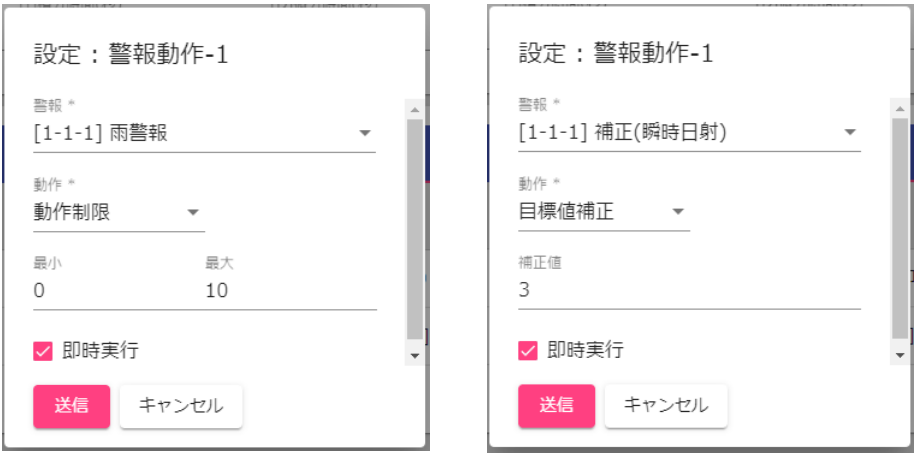 設定：警報動作-1
警報 *
[1-1-1] 雨警報
動作 *
動作制限
最小 最大
0 10
即時実行
送信 キャンセル
設定：警報動作-1
警報 *
[1-1-1] 補正(瞬時日射)
動作 *
目標値補正
補正値
3
即時実行
送信 キャンセル